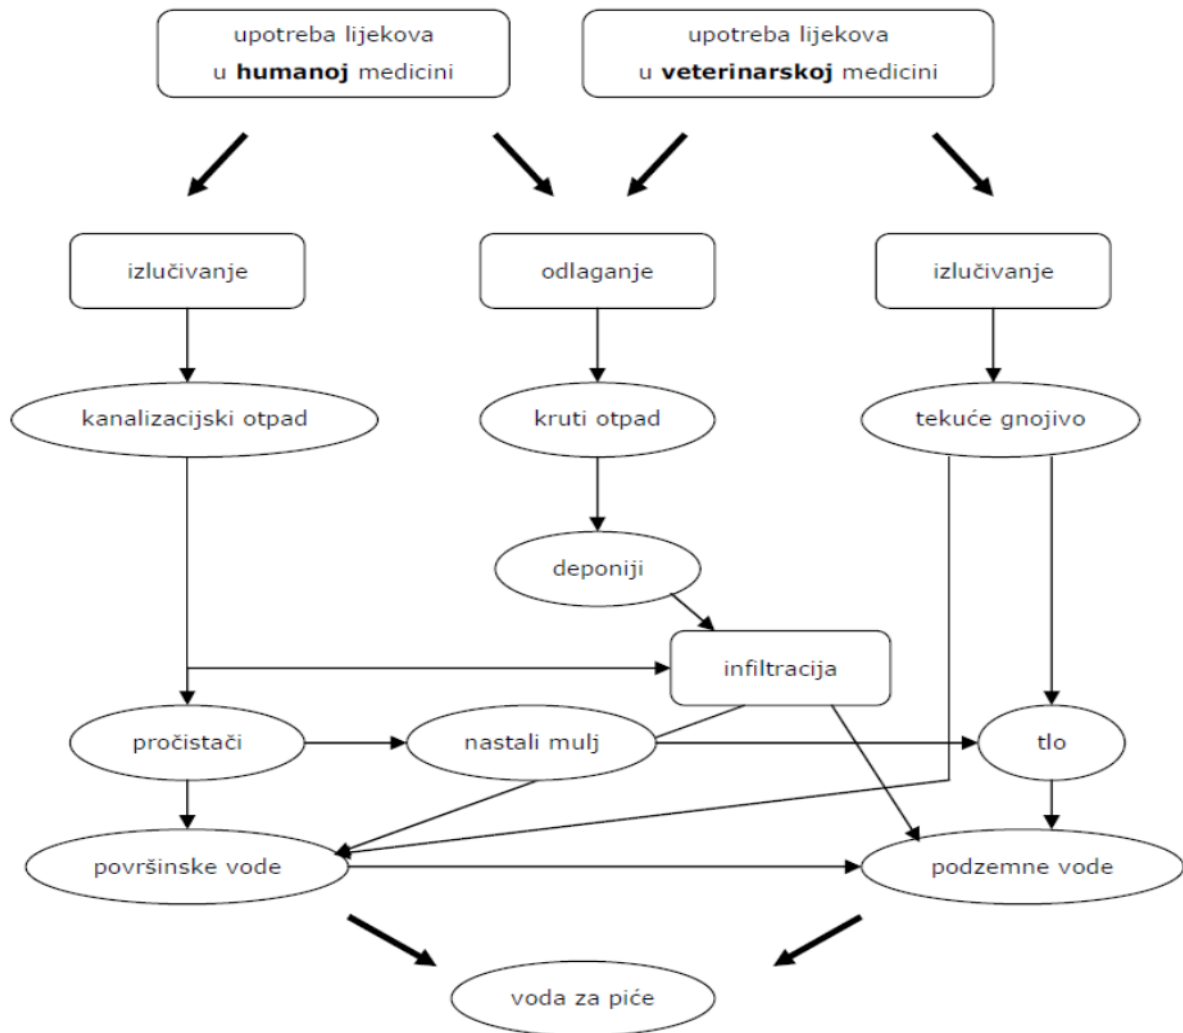 upotreba lijekova
u humanoj medicini
upotreba lijekova
u veterinarskoj medicini
izlučivanje
odlaganje
izlučivanje
kanalizacijski otpad
kruti otpad
tekuće gnojivo
deponiji
infiltracija
pročistači
nastali mulj
tlo
površinske vode
podzemne vode
voda za piće